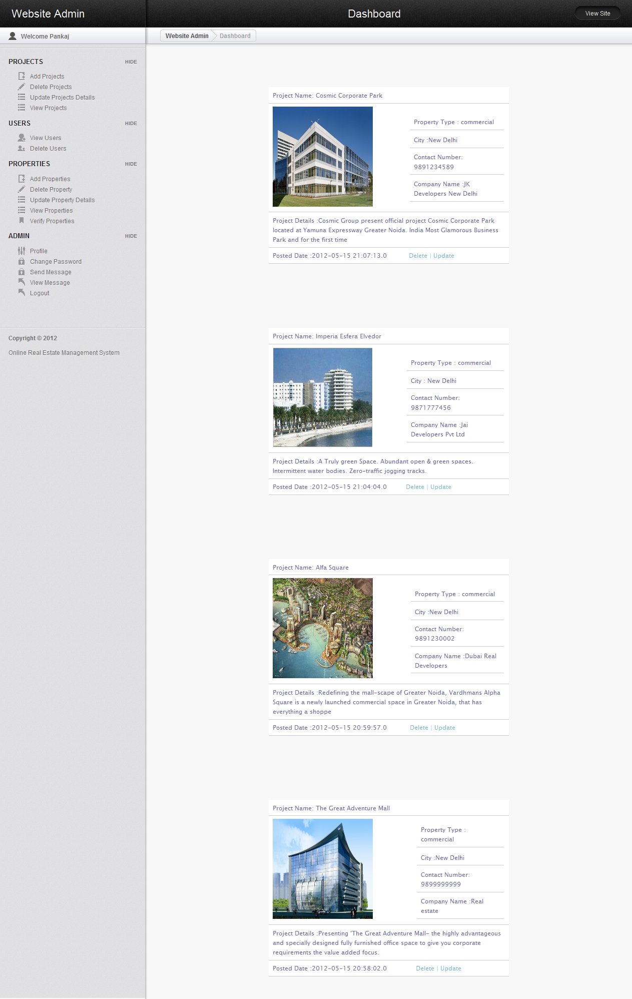 Website Admin
Dashboard
View Site
Welcome Pankaj
Website Admin
Dashboard
PROJECTS
HIDE
Add Projects
Delete Projects
Update Projects Details
View Projects
USERS
HIDE
View Users
Delete Users
PROPERTIES
HIDE
Add Properties
Delete Property
Update Property Details
View Properties
Verify Properties
ADMIN
HIDE
Profile
Change Password
Send Message
View Message
Logout
Copyright © 2012
Online Real Estate Management System
Project Name: Cosmic Corporate Park
Property Type : commercial
City :New Delhi
Contact Number:
9891234589
Company Name :JK
Developers New Delhi
Project Details :Cosmic Group present official project Cosmic Corporate Park
located at Yamuna Expressway Greater Noida. India Most Glamorous Business
Park and for the first time
Posted Date :2012-05-15 21:07:13.0
Delete | Update
Project Name: Imperia Esfera Elvedor
Property Type : commercial
City : New Delhi
Contact Number:
9871777456
Company Name :Jai
Developers Pvt Ltd
Project Details :A Truly green Space. Abundant open & green spaces.
Intermittent water bodies. Zero-traffic jogging tracks.
Posted Date :2012-05-15 21:04:04.0
Delete | Update
Project Name: Alfa Square
Property Type : commercial
City :New Delhi
Contact Number:
9891230002
Company Name :Dubai Real
Developers
Project Details :Redefining the mall-scape of Greater Noida, Vardhmans Alpha
Square is a newly launched commercial space in Greater Noida, that has
everything a shoppe
Posted Date :2012-05-15 20:59:57.0
Delete | Update
Project Name: The Great Adventure Mall
Property Type :
commercial
City :New Delhi
Contact Number:
9899999999
Company Name :Real
estate
Project Details :Presenting 'The Great Adventure Mall- the highly advantageous
and specially designed fully furnished office space to give you corporate
requirements the value added focus.
Posted Date :2012-05-15 20:58:02.0
Delete | Update